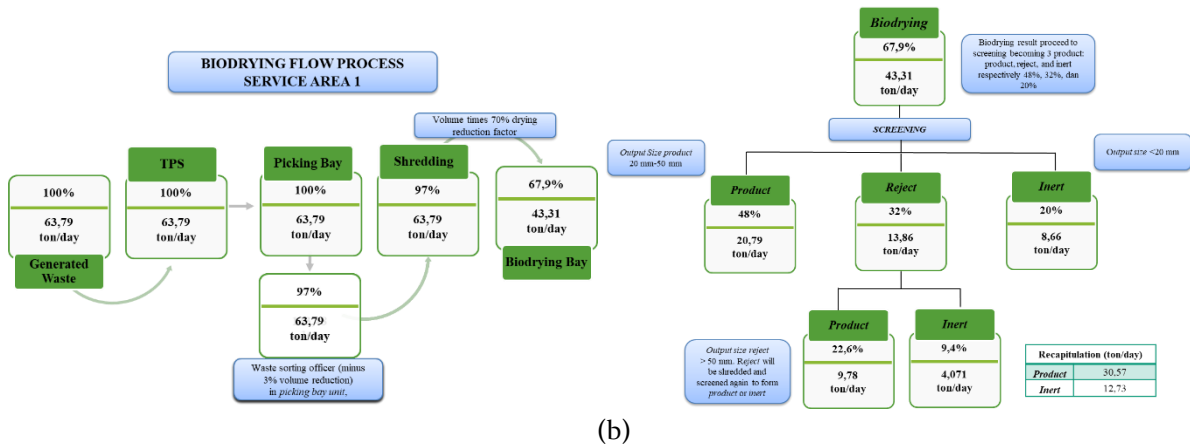 BIODRYING FLOW PROCESS
SERVICE AREA 1
Volume times 70% drying
reduction factor
100%
63,79
ton/day
Generated
Waste
TPS
100%
63,79
ton/day
Picking Bay
100%
63,79
ton/day
97%
63,79
ton/day
Waste sorting officer (minus
3% volume reduction)
in picking bay unit,
Shredding
97%
63,79
ton/day
67,9%
43,31
ton/day
Biodrying Bay
Biodrying
67,9%
43,31
ton/day
Biodrying result proceed to
screening becoming 3 product:
product, reject, and inert
respectively 48%, 32%, dan
20%
SCREENING
Output Size product
20 mm-50 mm
Output size <20 mm
Product
48%
20,79
ton/day
Reject
32%
13,86
ton/day
Inert
20%
8,66
ton/day
Output size reject
> 50 mm. Reject will
be shredded and
screened again to form
product or inert
Product
22,6%
9,78
ton/day
Inert
9,4%
4,071
ton/day
Recapitulation (ton/day)
Product 30,57
Inert 12,73
(b)